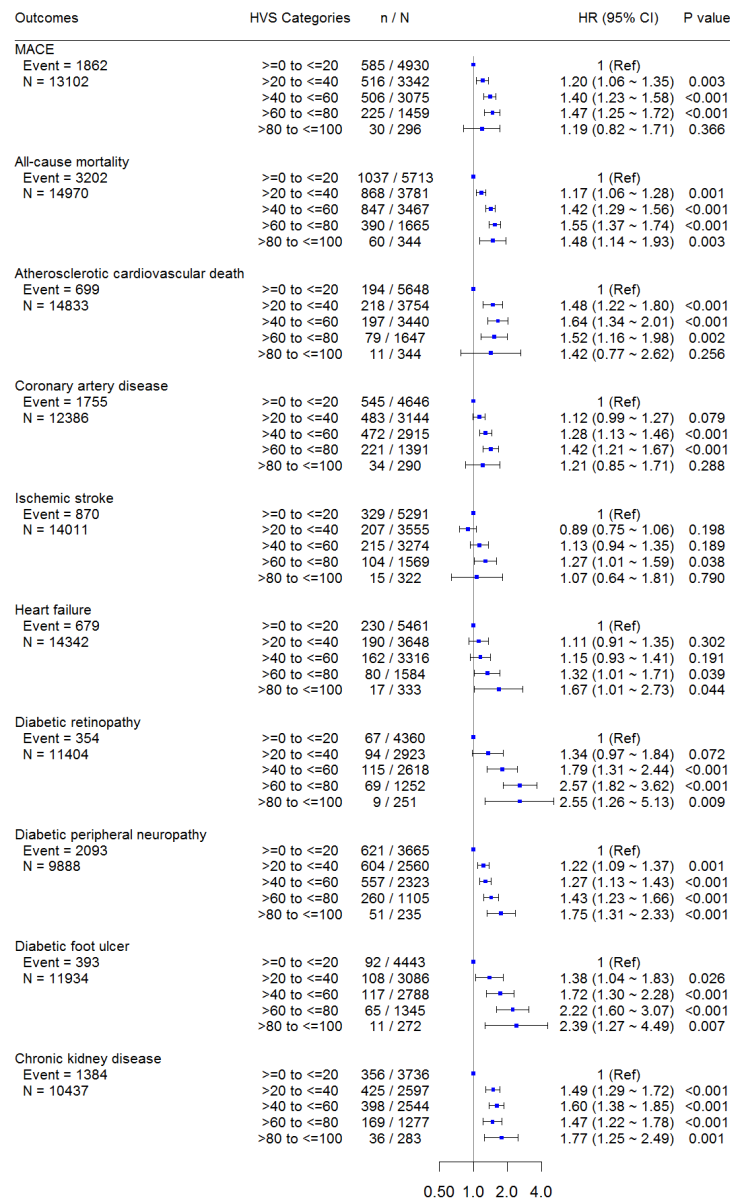 Outcomes HVS Categories n / N HR (95% CI) P value
MACE
Event = 1862 >=0 to <=20 585 / 4930 1 (Ref)
N = 13102 >20 to <=40 516 / 3342 1.20 (1.06 ~ 1.35) 0.003
>40 to <=60 506 / 3075 1.40 (1.23 ~ 1.58) <0.001
>60 to <=80 225 / 1459 1.47 (1.25 ~ 1.72) <0.001
>80 to <=100 30 / 296 1.19 (0.82 ~ 1.71) 0.366
All-cause mortality
Event = 3202 >=0 to <=20 1037 / 5713 1 (Ref)
N = 14970 >20 to <=40 868 / 3781 1.17 (1.06 ~ 1.28) 0.001
>40 to <=60 847 / 3467 1.42 (1.29 ~ 1.56) <0.001
>60 to <=80 390 / 1665 1.55 (1.37 ~ 1.74) <0.001
>80 to <=100 60 / 344 1.48 (1.14 ~ 1.93) 0.003
Atherosclerotic cardiovascular death
Event = 699 >=0 to <=20 194 / 5648 1 (Ref)
N = 14833 >20 to <=40 218 / 3754 1.48 (1.22 ~ 1.80) <0.001
>40 to <=60 197 / 3440 1.64 (1.34 ~ 2.01) <0.001
>60 to <=80 79 / 1647 1.52 (1.16 ~ 1.98) 0.002
>80 to <=100 11 / 344 1.42 (0.77 ~ 2.62) 0.256
Coronary artery disease
Event = 1755 >=0 to <=20 545 / 4646 1 (Ref)
N = 12386 >20 to <=40 483 / 3144 1.12 (0.99 ~ 1.27) 0.079
>40 to <=60 472 / 2915 1.28 (1.13 ~ 1.46) <0.001
>60 to <=80 221 / 1391 1.42 (1.21 ~ 1.67) <0.001
>80 to <=100 34 / 290 1.21 (0.85 ~ 1.71) 0.288
Ischemic stroke
Event = 870 >=0 to <=20 329 / 5291 1 (Ref)
N = 14011 >20 to <=40 207 / 3555 0.89 (0.75 ~ 1.06) 0.198
>40 to <=60 215 / 3274 1.13 (0.94 ~ 1.35) 0.189
>60 to <=80 104 / 1569 1.27 (1.01 ~ 1.59) 0.038
>80 to <=100 15 / 322 1.07 (0.64 ~ 1.81) 0.790
Heart failure
Event = 679 >=0 to <=20 230 / 5461 1 (Ref)
N = 14342 >20 to <=40 190 / 3648 1.11 (0.91 ~ 1.35) 0.302
>40 to <=60 162 / 3316 1.15 (0.93 ~ 1.41) 0.191
>60 to <=80 80 / 1584 1.32 (1.01 ~ 1.71) 0.039
>80 to <=100 17 / 333 1.67 (1.01 ~ 2.73) 0.044
Diabetic retinopathy
Event = 354 >=0 to <=20 67 / 4360 1 (Ref)
N = 11404 >20 to <=40 94 / 2923 1.34 (0.97 ~ 1.84) 0.072
>40 to <=60 115 / 2618 1.79 (1.31 ~ 2.44) <0.001
>60 to <=80 69 / 1252 2.57 (1.82 ~ 3.62) <0.001
>80 to <=100 9 / 251 2.55 (1.26 ~ 5.13) 0.009
Diabetic peripheral neuropathy
Event = 2093 >=0 to <=20 621 / 3665 1 (Ref)
N = 9888 >20 to <=40 604 / 2560 1.22 (1.09 ~ 1.37) 0.001
>40 to <=60 557 / 2323 1.27 (1.13 ~ 1.43) <0.001
>60 to <=80 260 / 1105 1.43 (1.23 ~ 1.66) <0.001
>80 to <=100 51 / 235 1.75 (1.31 ~ 2.33) <0.001
Diabetic foot ulcer
Event = 393 >=0 to <=20 92 / 4443 1 (Ref)
N = 11934 >20 to <=40 108 / 3086 1.38 (1.04 ~ 1.83) 0.026
>40 to <=60 117 / 2788 1.72 (1.30 ~ 2.28) <0.001
>60 to <=80 65 / 1345 2.22 (1.60 ~ 3.07) <0.001
>80 to <=100 11 / 272 2.39 (1.27 ~ 4.49) 0.007
Chronic kidney disease
Event = 1384 >=0 to <=20 356 / 3736 1 (Ref)
N = 10437 >20 to <=40 425 / 2597 1.49 (1.29 ~ 1.72) <0.001
>40 to <=60 398 / 2544 1.60 (1.38 ~ 1.85) <0.001
>60 to <=80 169 / 1277 1.47 (1.22 ~ 1.78) <0.001
>80 to <=100 36 / 283 1.77 (1.25 ~ 2.49) 0.001
0.50 1.0 2.0 4.0